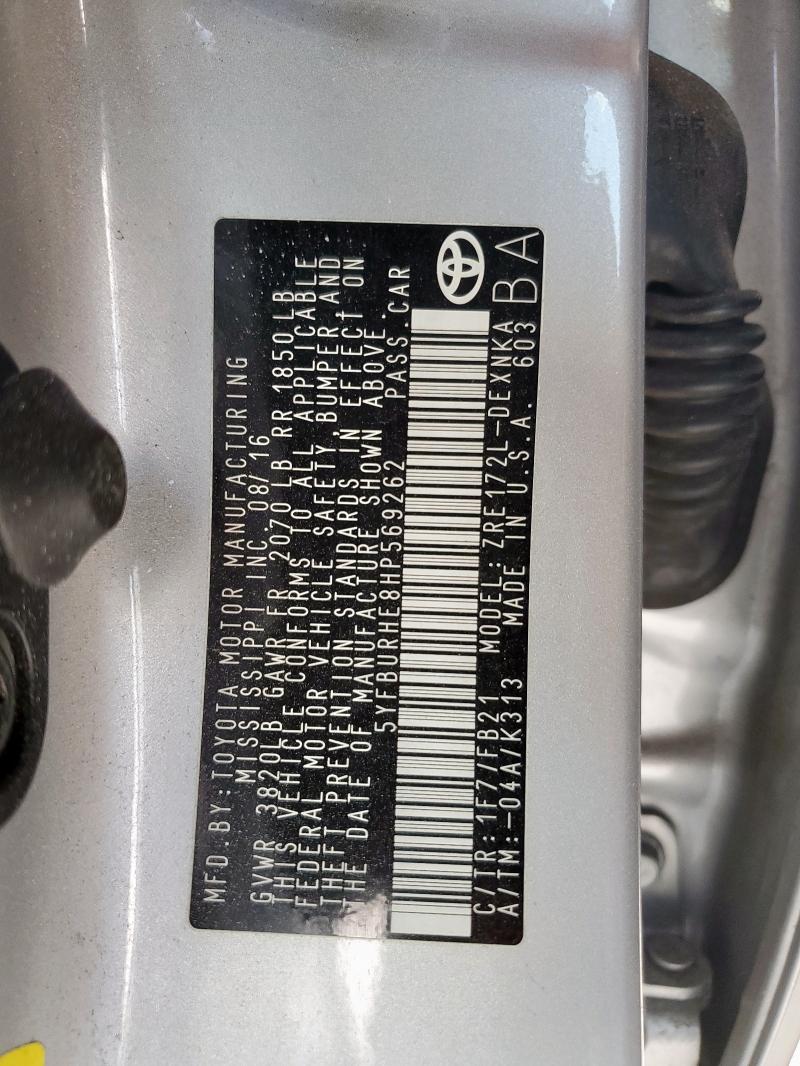 MFD.BY:TOYOTA MOTOR MANUFACTURING
MISSISSIPPI INC 08/16
GVWR 3820LB GAWR FR 2070 LB RR 1850LB
THIS VEHICLE CONFORMS TO ALL APPLICABLE
FEDERAL MOTOR VEHICLE SAFETY, BUMPER, AND
THEFT PREVENTION STANDARDS IN EFFECT ON
THE DATE OF MANUFACTURE SHOWN ABOVE.
5YFBURHE8HP569262 PASS.CAR
C/TR:1F7/FB21 MODEL:ZRE172L-DEXNKA
A/TM:-04A/K313 MADE IN U.S.A. 603 BA